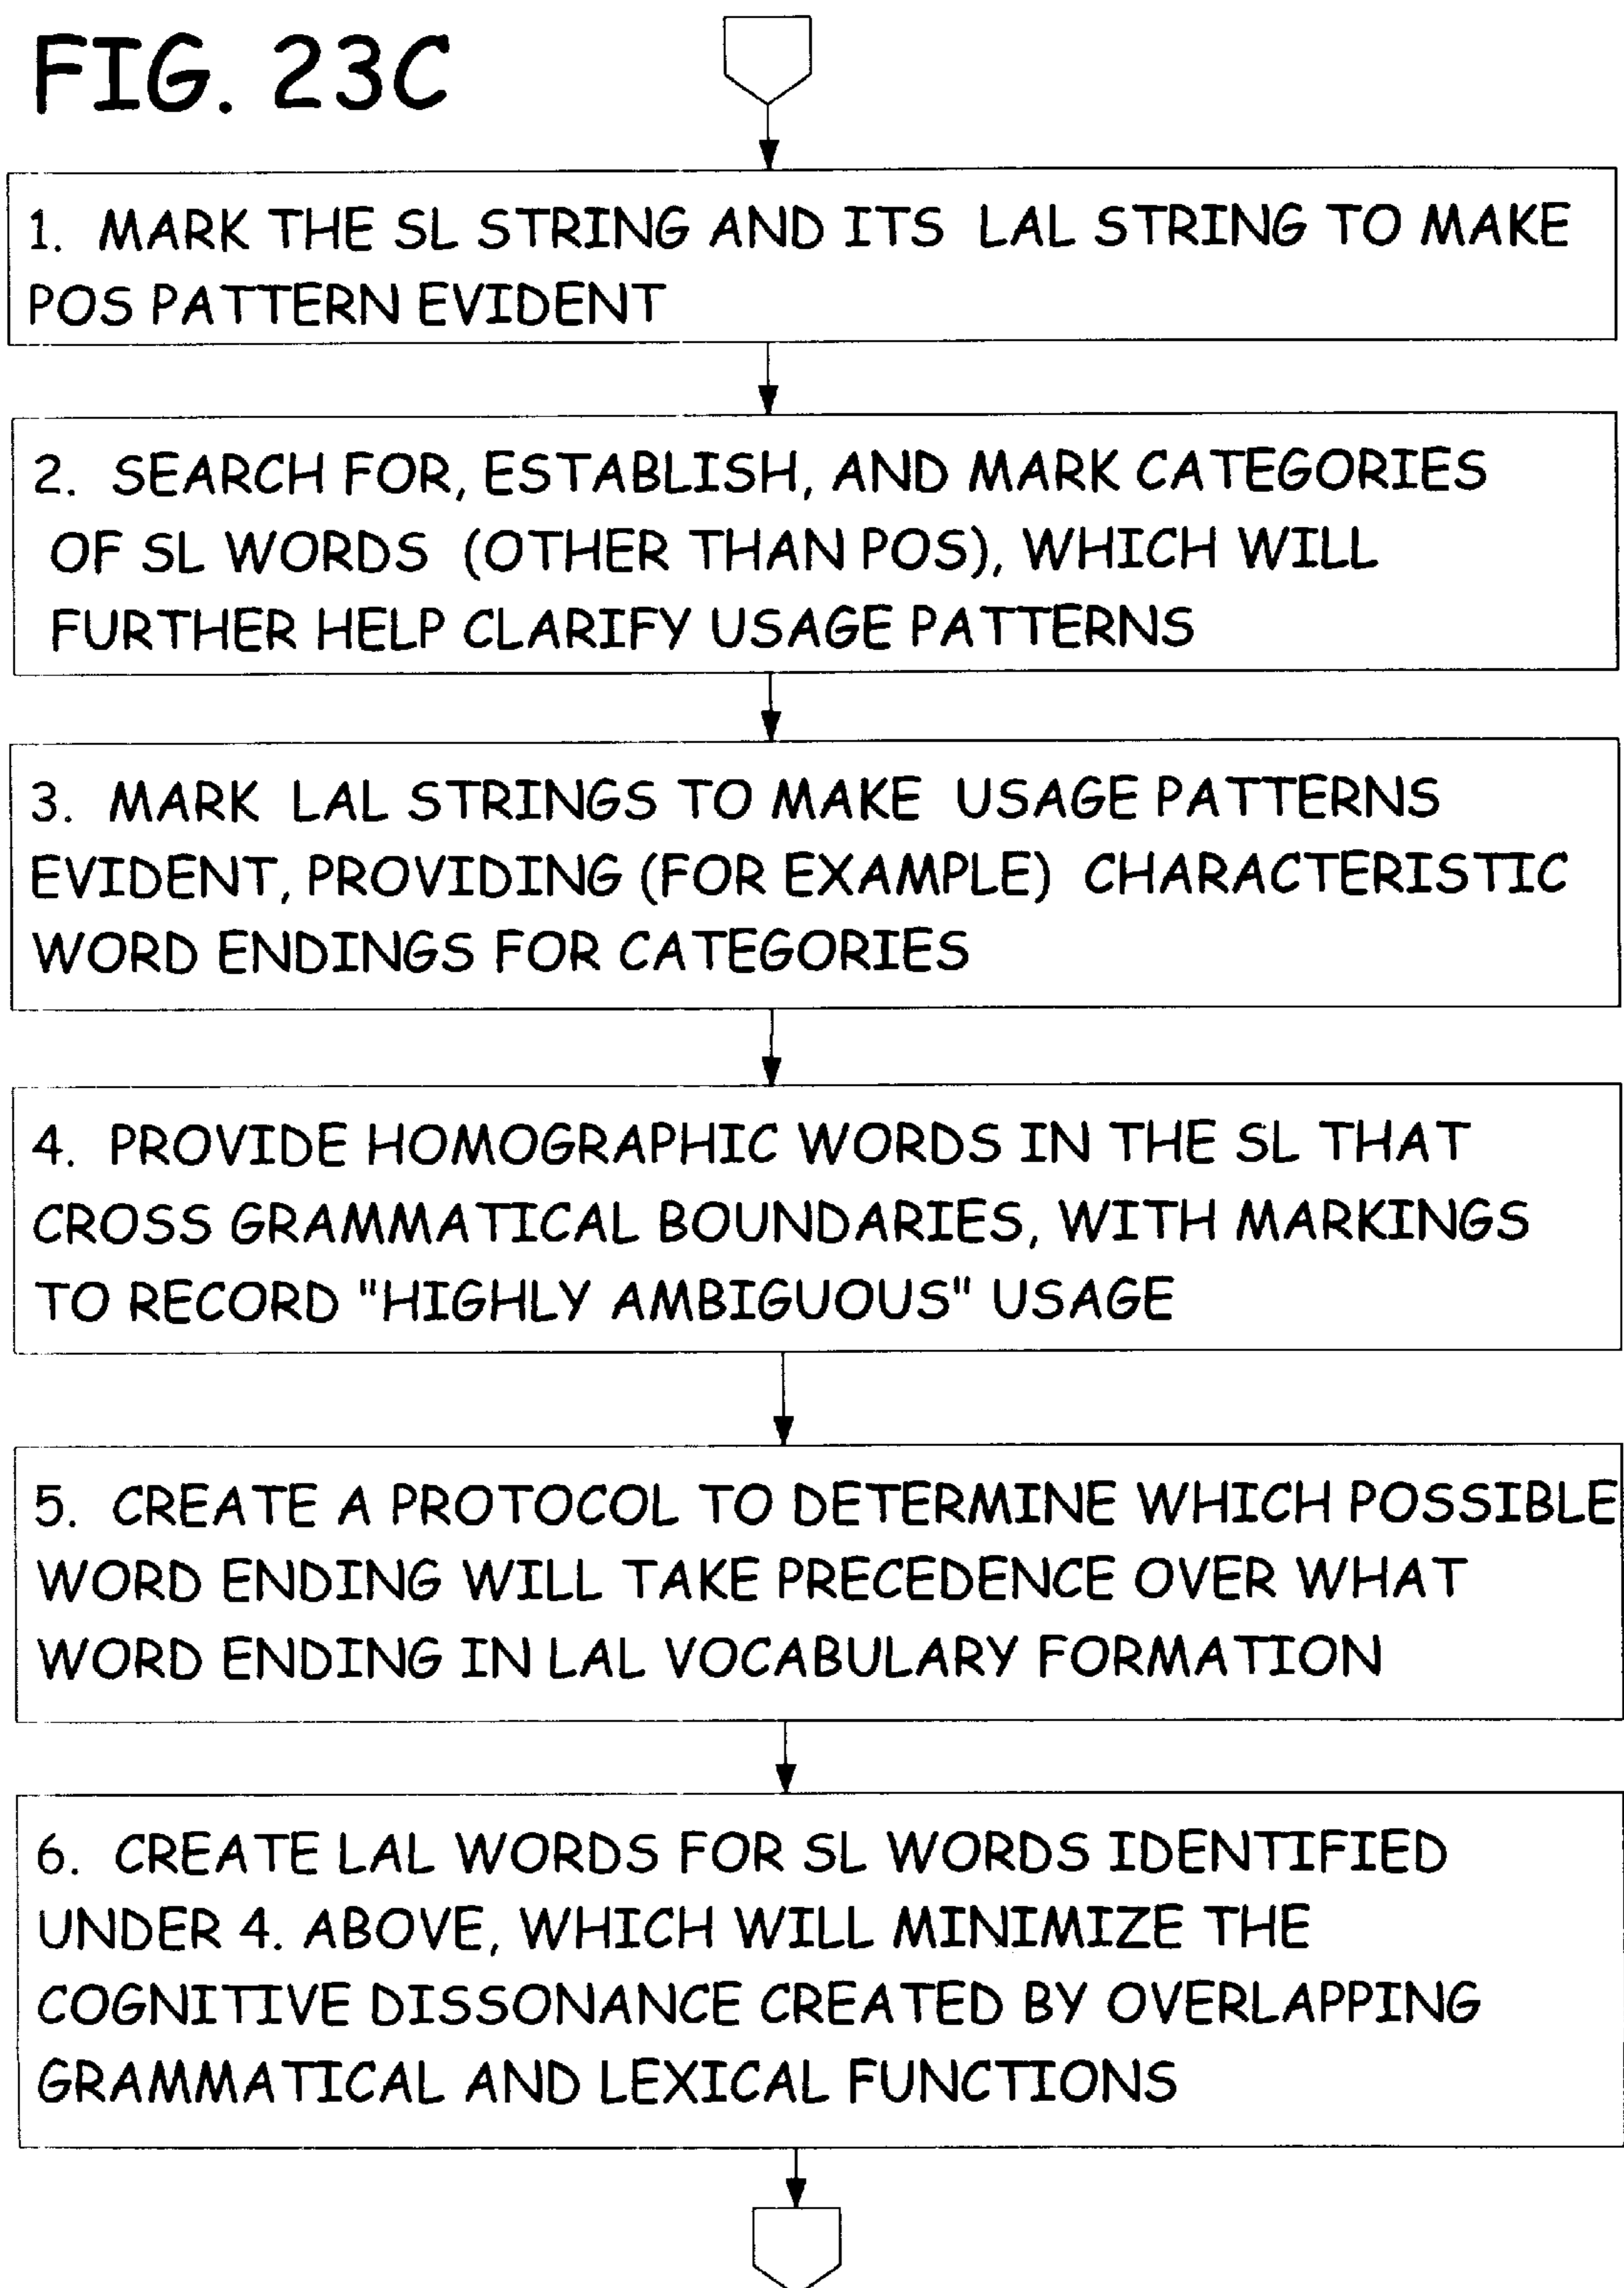 FIG. 23C
1. MARK THE SL STRING AND ITS LAL STRING TO MAKE
POS PATTERN EVIDENT
2. SEARCH FOR, ESTABLISH, AND MARK CATEGORIES
OF SL WORDS (OTHER THAN POS), WHICH WILL
FURTHER HELP CLARIFY USAGE PATTERNS
3. MARK LAL STRINGS TO MAKE USAGE PATTERNS
EVIDENT, PROVIDING (FOR EXAMPLE) CHARACTERISTIC
WORD ENDINGS FOR CATEGORIES
4. PROVIDE HOMOGRAPHIC WORDS IN THE SL THAT
CROSS GRAMMATICAL BOUNDARIES, WITH MARKINGS
TO RECORD "HIGHLY AMBIGUOUS" USAGE
5. CREATE A PROTOCOL TO DETERMINE WHICH POSSIBLE
WORD ENDING WILL TAKE PRECEDENCE OVER WHAT
WORD ENDING IN LAL VOCABULARY FORMATION
6. CREATE LAL WORDS FOR SL WORDS IDENTIFIED
UNDER 4. ABOVE, WHICH WILL MINIMIZE THE
COGNITIVE DISSONANCE CREATED BY OVERLAPPING
GRAMMATICAL AND LEXICAL FUNCTIONS